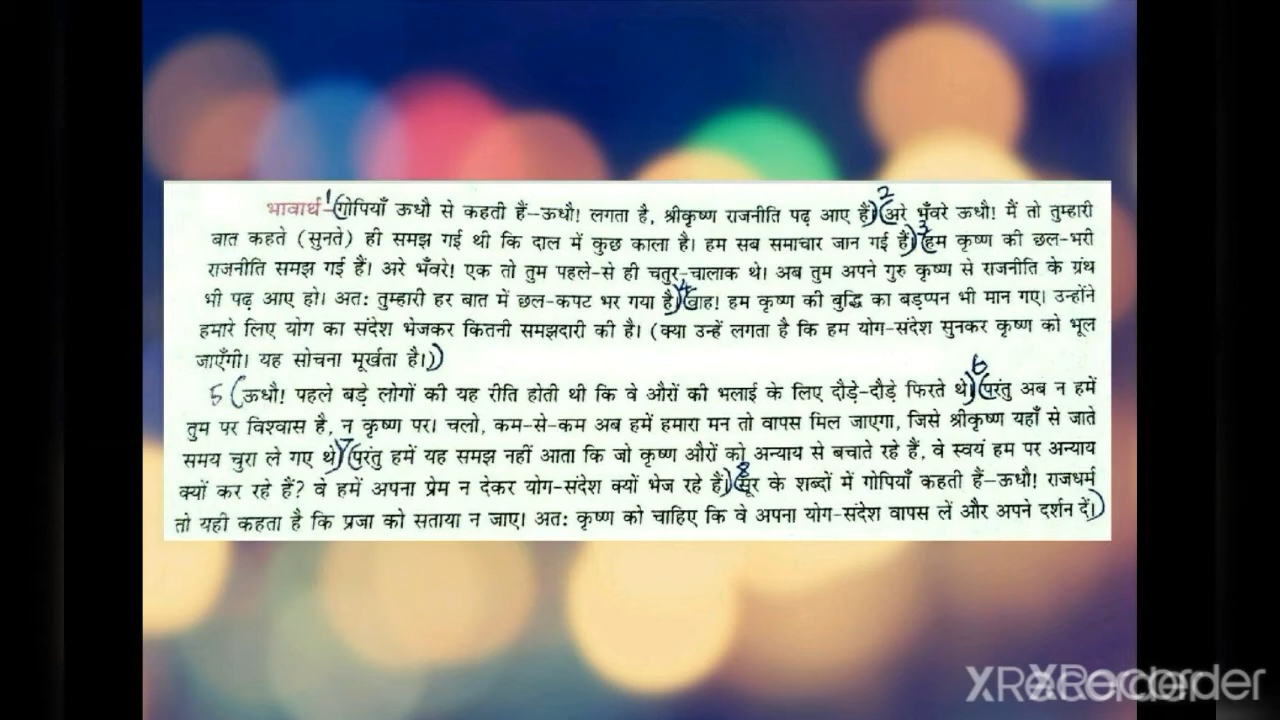 भावार्थ–(गोपियाँ ऊधौ से कहती हैं–ऊधौ! लगता है, श्रीकृष्ण राजनीति पढ़ आए हैं।) (अरे भँवरे ऊधौ! मैं तो तुम्हारी
बात कहते (सुनते) ही समझ गई थी कि दाल में कुछ काला है। हम सब समाचार जान गई हैं।) (हम कृष्ण की छल-भरी
राजनीति समझ गई हैं। अरे भँवरे! एक तो तुम पहले-से ही चतुर-चालाक थे। अब तुम अपने गुरु कृष्ण से राजनीति के ग्रंथ
भी पढ़ आए हो। अत: तुम्हारी हर बात में छल-कपट भर गया है।) (वाह! हम कृष्ण की बुद्धि का बड़प्पन भी मान गए। उन्होंने
हमारे लिए योग का संदेश भेजकर कितनी समझदारी की है। (क्या उन्हें लगता है कि हम योग-संदेश सुनकर कृष्ण को भूल
जाएँगी। यह सोचना मूर्खता है।))
5 (ऊधौ! पहले बड़े लोगों की यह रीति होती थी कि वे औरों की भलाई के लिए दौड़े-दौड़े फिरते थे।) (परंतु अब न हमें
तुम पर विश्वास है, न कृष्ण पर। चलो, कम-से-कम अब हमें हमारा मन तो वापस मिल जाएगा, जिसे श्रीकृष्ण यहाँ से जाते
समय चुरा ले गए थे।) (परंतु हमें यह समझ नहीं आता कि जो कृष्ण औरों को अन्याय से बचाते रहे हैं, वे स्वयं हम पर अन्याय
क्यों कर रहे हैं? वे हमें अपना प्रेम न देकर योग-संदेश क्यों भेज रहे हैं।) (सूर के शब्दों में गोपियाँ कहती हैं–ऊधौ! राजधर्म
तो यही कहता है कि प्रजा को सताया न जाए। अत: कृष्ण को चाहिए कि वे अपना योग-संदेश वापस लें और अपने दर्शन दें।)
XRecorder